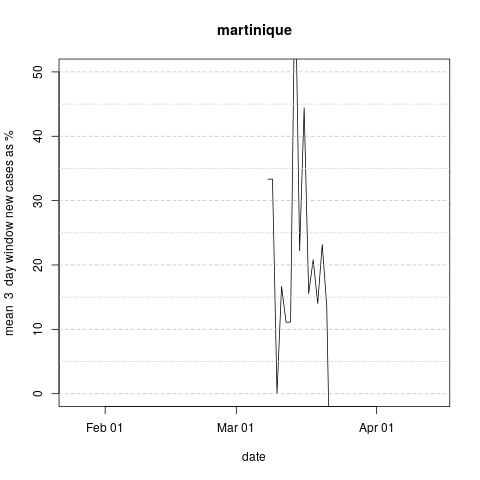 martinique
mean  3  day window new cases as %
50
40
30
20
10
0
Feb 01
Mar 01
Apr 01
date